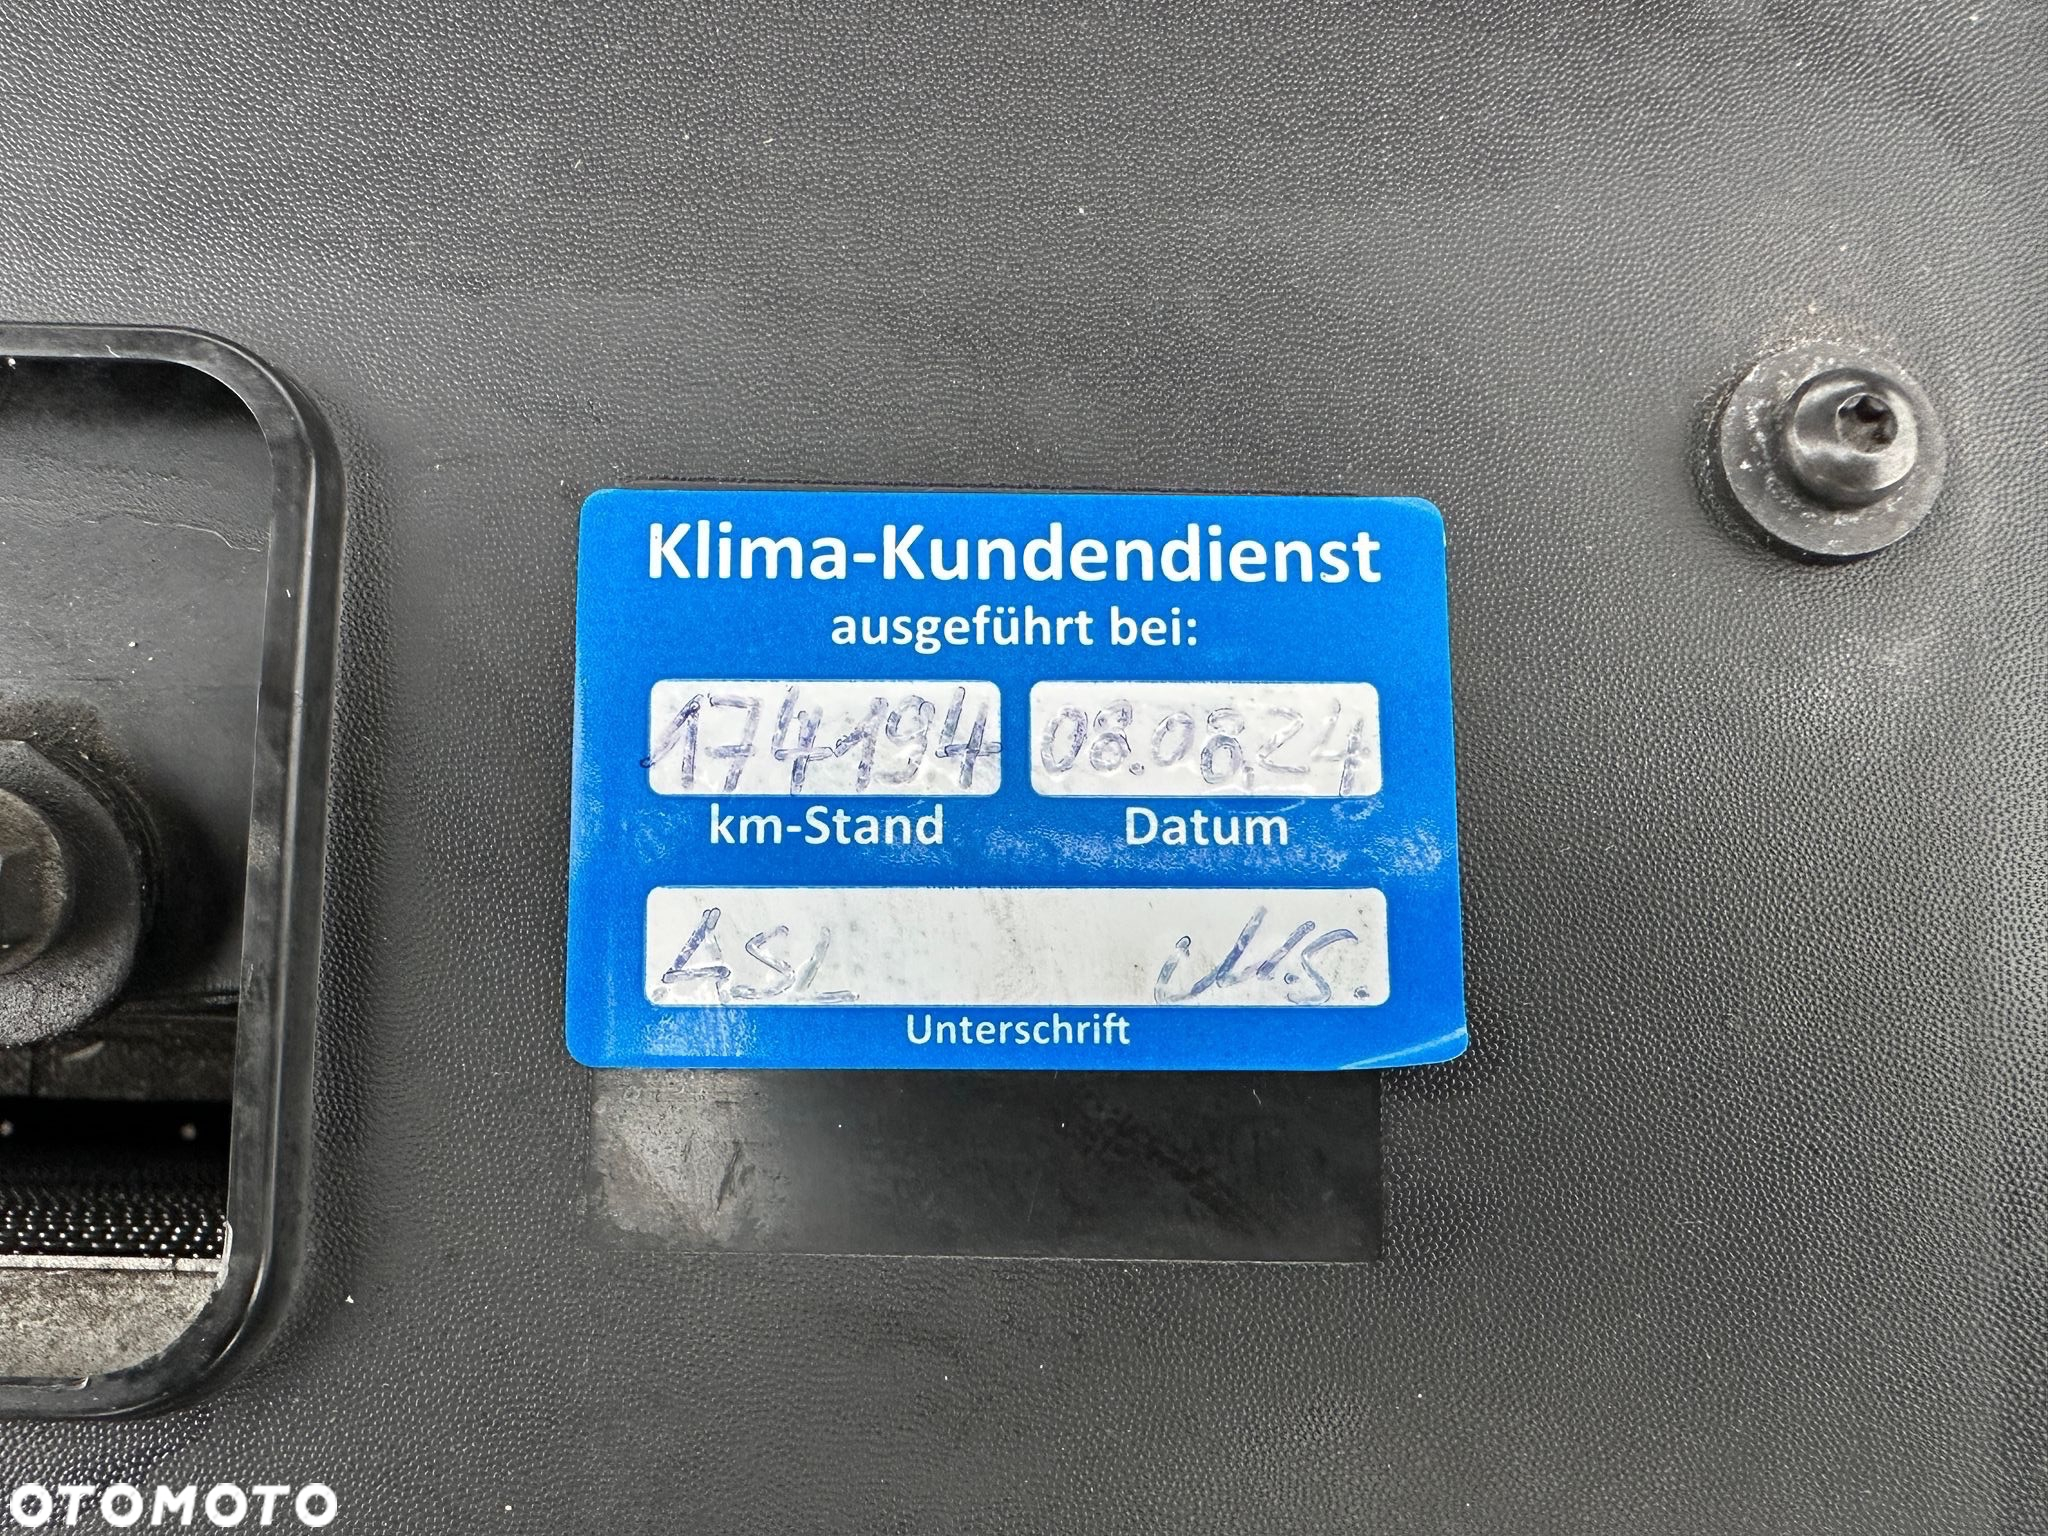 Klima-Kundendienst
ausgeführt bei:
174194 08.08.24
km-Stand Datum
ASL
Unterschrift
OTOMOTO